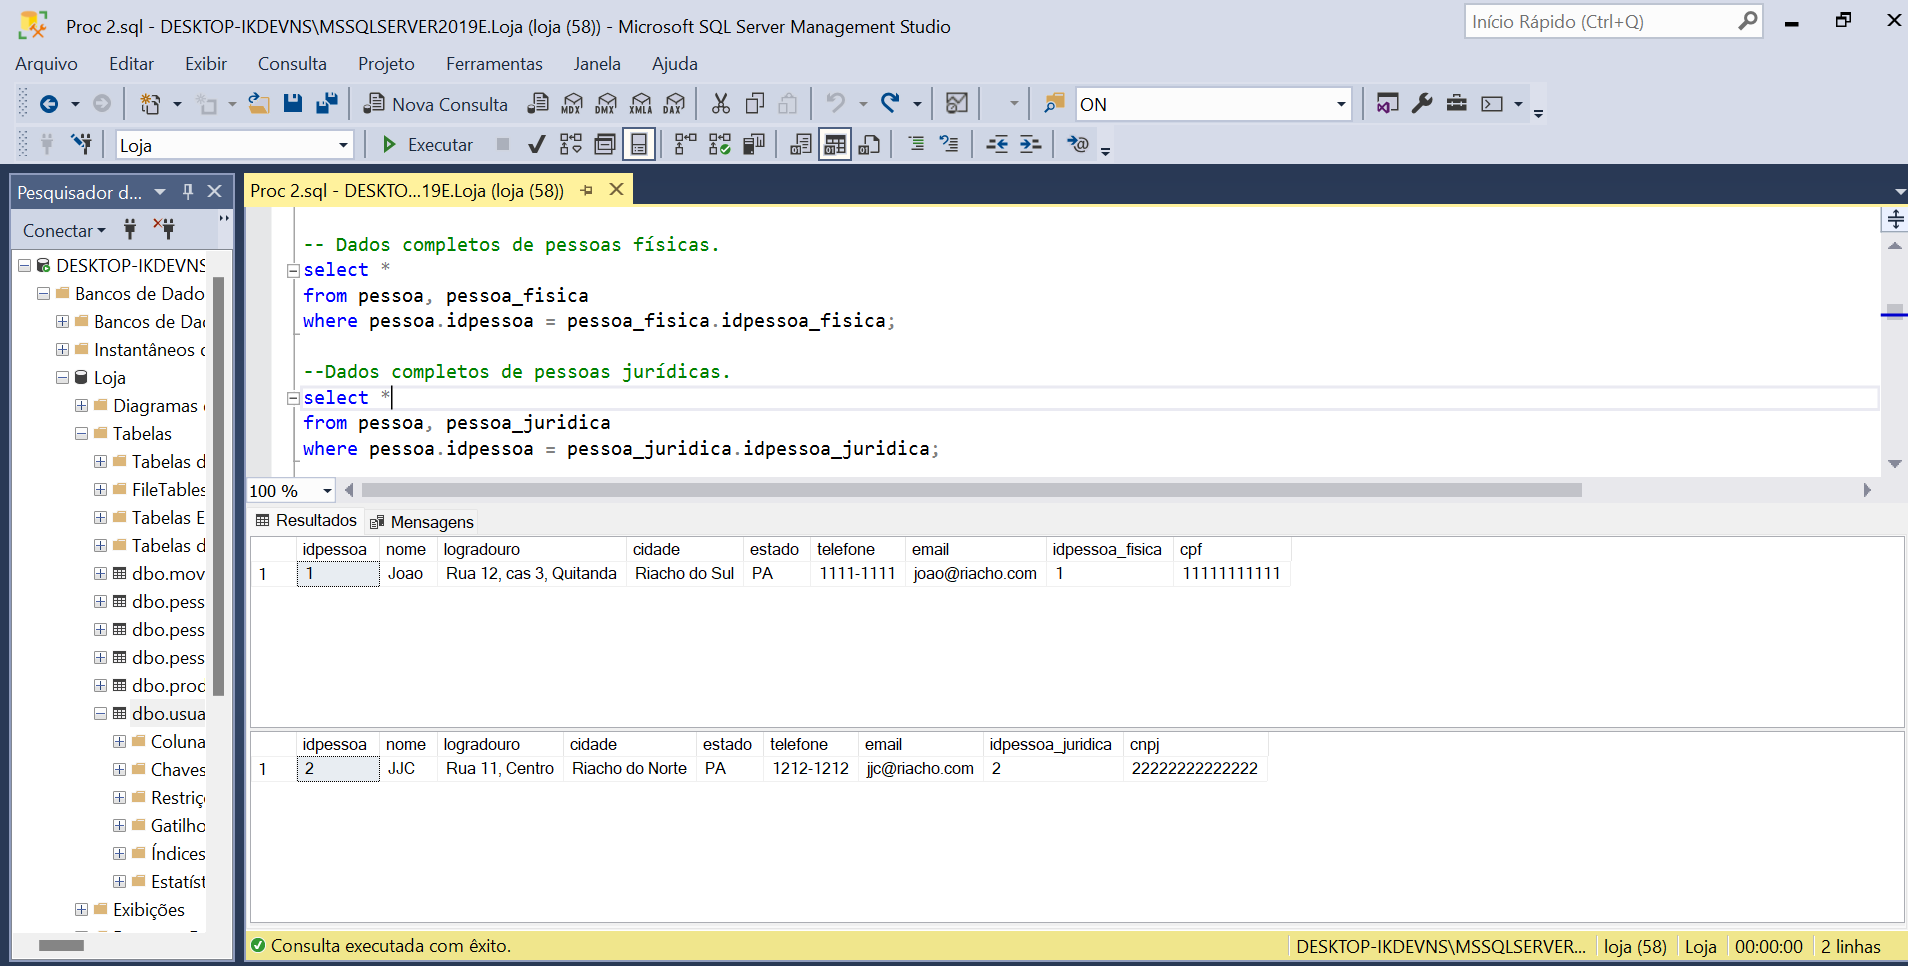 Proc 2.sql - DESKTOP-IKDEVNS\MSSQLSERVER2019E.Loja (loja (58)) - Microsoft SQL Server Management Studio
Início Rápido (Ctrl+Q)
Arquivo Editar Exibir Consulta Projeto Ferramentas Janela Ajuda
Nova Consulta MDX DMX XMLA DAX ON
Loja Executar
Pesquisador d...
Proc 2.sql - DESKTO...19E.Loja (loja (58))
Conectar
DESKTOP-IKDEVNS
Bancos de Dado
Bancos de Dad
Instantâneos d
Loja
Diagramas
Tabelas
Tabelas d
FileTables
Tabelas E
Tabelas d
dbo.mov
dbo.pess
dbo.pess
dbo.pess
dbo.prod
dbo.usua
Coluna
Chaves
Restriç
Gatilho
Índices
Estatíst
Exibições
-- Dados completos de pessoas físicas.
select *
from pessoa, pessoa_fisica
where pessoa.idpessoa = pessoa_fisica.idpessoa_fisica;
--Dados completos de pessoas jurídicas.
select *
from pessoa, pessoa_juridica
where pessoa.idpessoa = pessoa_juridica.idpessoa_juridica;
100 %
Resultados Mensagens
idpessoa nome logradouro cidade estado telefone email idpessoa_fisica cpf
1 1 Joao Rua 12, cas 3, Quitanda Riacho do Sul PA 1111-1111 joao@riacho.com 1 11111111111
idpessoa nome logradouro cidade estado telefone email idpessoa_juridica cnpj
1 2 JJC Rua 11, Centro Riacho do Norte PA 1212-1212 jjc@riacho.com 2 22222222222222
Consulta executada com êxito.
DESKTOP-IKDEVNS\MSSQLSERVER... loja (58) Loja 00:00:00 2 linhas